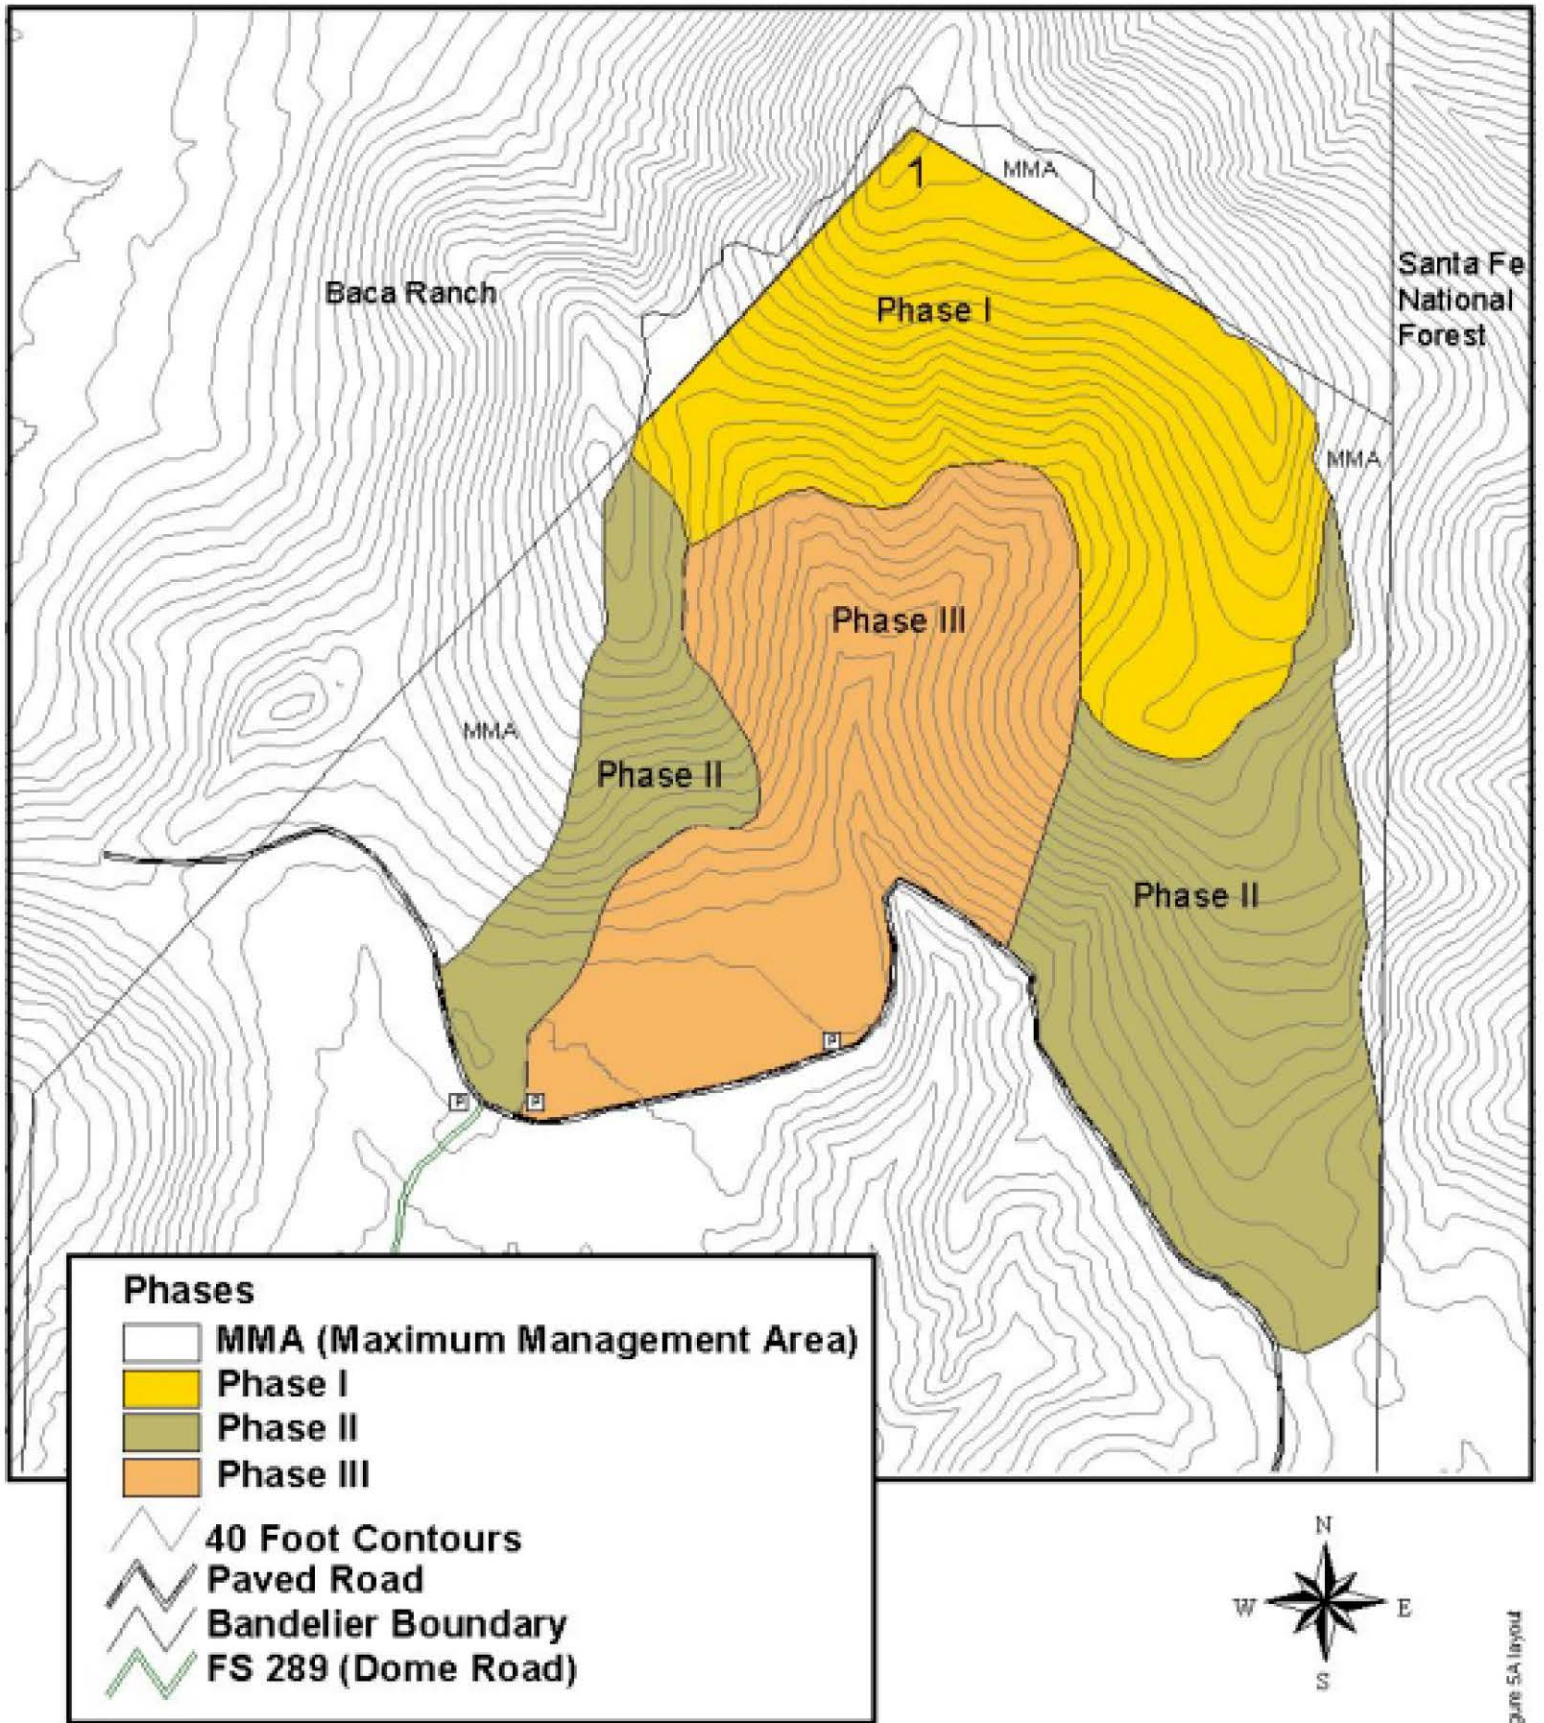 1
MMA
Phase I
Baca Ranch
Santa Fe
National
Forest
MMA
Phase III
MMA
Phase II
Phase II
P
P
P
Phases
MMA (Maximum Management Area)
Phase I
Phase II
Phase III
40 Foot Contours
Paved Road
Bandelier Boundary
FS 289 (Dome Road)
N
W
E
S
5A layout